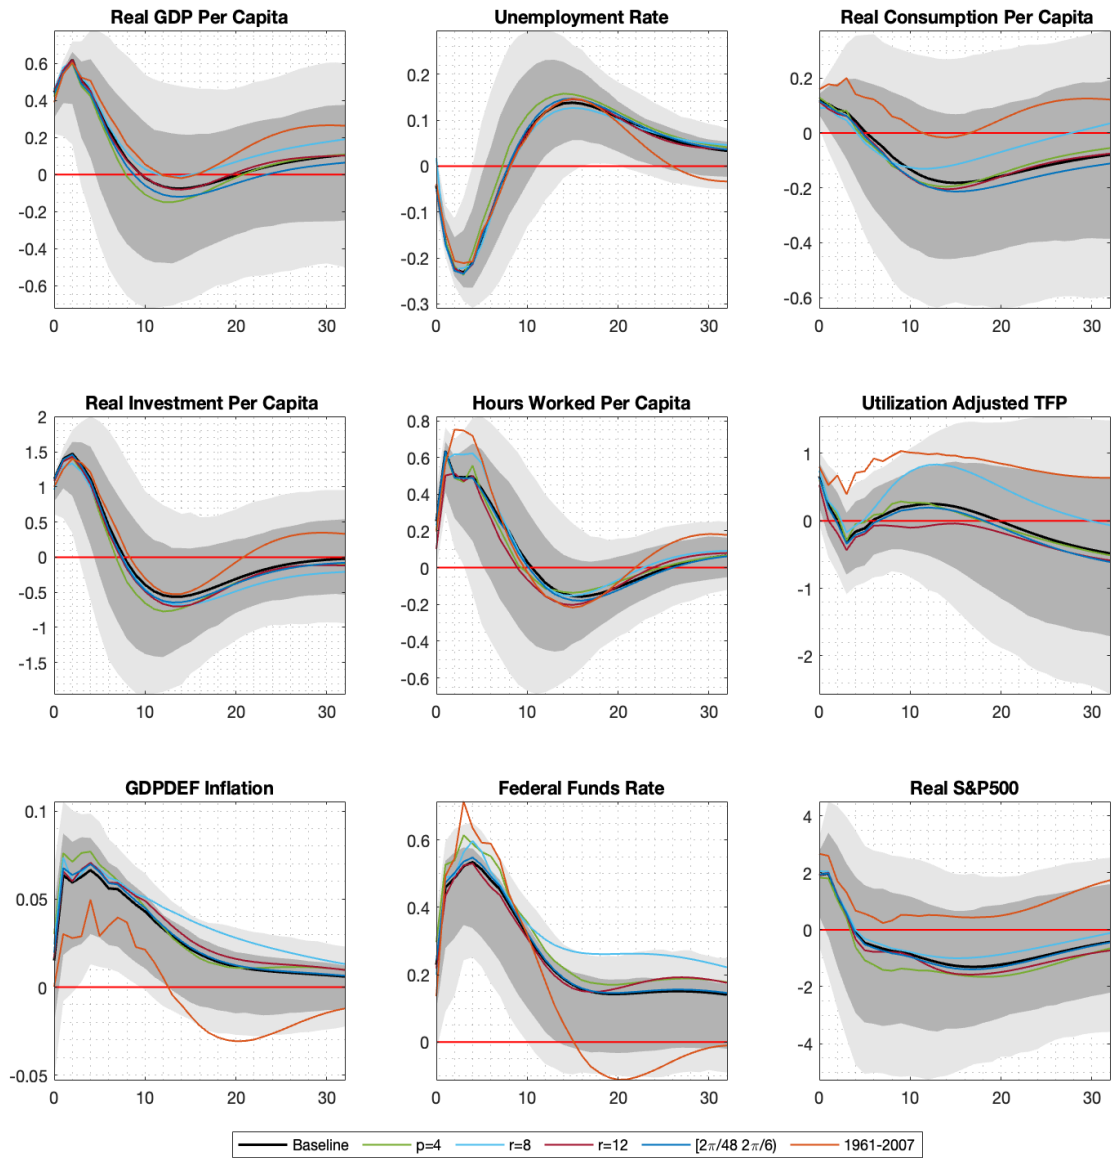 Real GDP Per Capita
0.6
0.4
0.2
0
-0.2
-0.4
-0.6
0 10 20 30
Unemployment Rate
0.2
0.1
0
-0.1
-0.2
-0.3
0 10 20 30
Real Consumption Per Capita
0.2
0
-0.2
-0.4
-0.6
0 10 20 30
Real Investment Per Capita
2
1.5
1
0.5
0
-0.5
-1
-1.5
0 10 20 30
Hours Worked Per Capita
0.8
0.6
0.4
0.2
0
-0.2
-0.4
-0.6
0 10 20 30
Utilization Adjusted TFP
1
0
-1
-2
0 10 20 30
GDPDEF Inflation
0.1
0.05
0
-0.05
0 10 20 30
Federal Funds Rate
0.6
0.4
0.2
0
0 10 20 30
Real S&P500
4
2
0
-2
-4
0 10 20 30
Baseline p=4 r=8 r=12 [2π/48 2π/6) 1961-2007